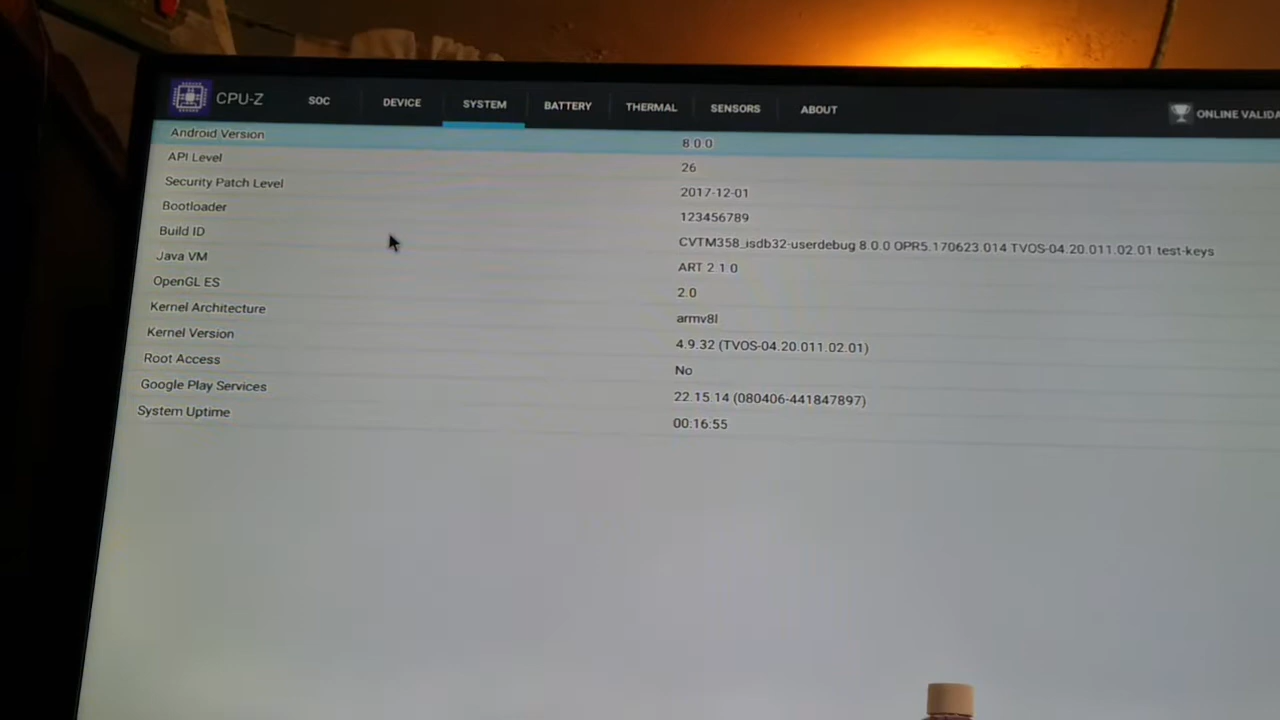 CPU-Z SOC DEVICE SYSTEM BATTERY THERMAL SENSORS ABOUT ONLINE VALIDA
Android Version 8 0 0
API Level 26
Security Patch Level 2017-12-01
Bootloader 123456789
Build ID CVTM358_isdb32-userdebug 8.0.0 OPR5.170623.014 TVOS-04.20.011.02.01 test-keys
Java VM ART 2 1 0
OpenGL ES 2.0
Kernel Architecture armv8l
Kernel Version 4.9.32 (TVOS-04.20.011.02.01)
Root Access No
Google Play Services 22.15.14 (080406-441847897)
System Uptime 00:16:55